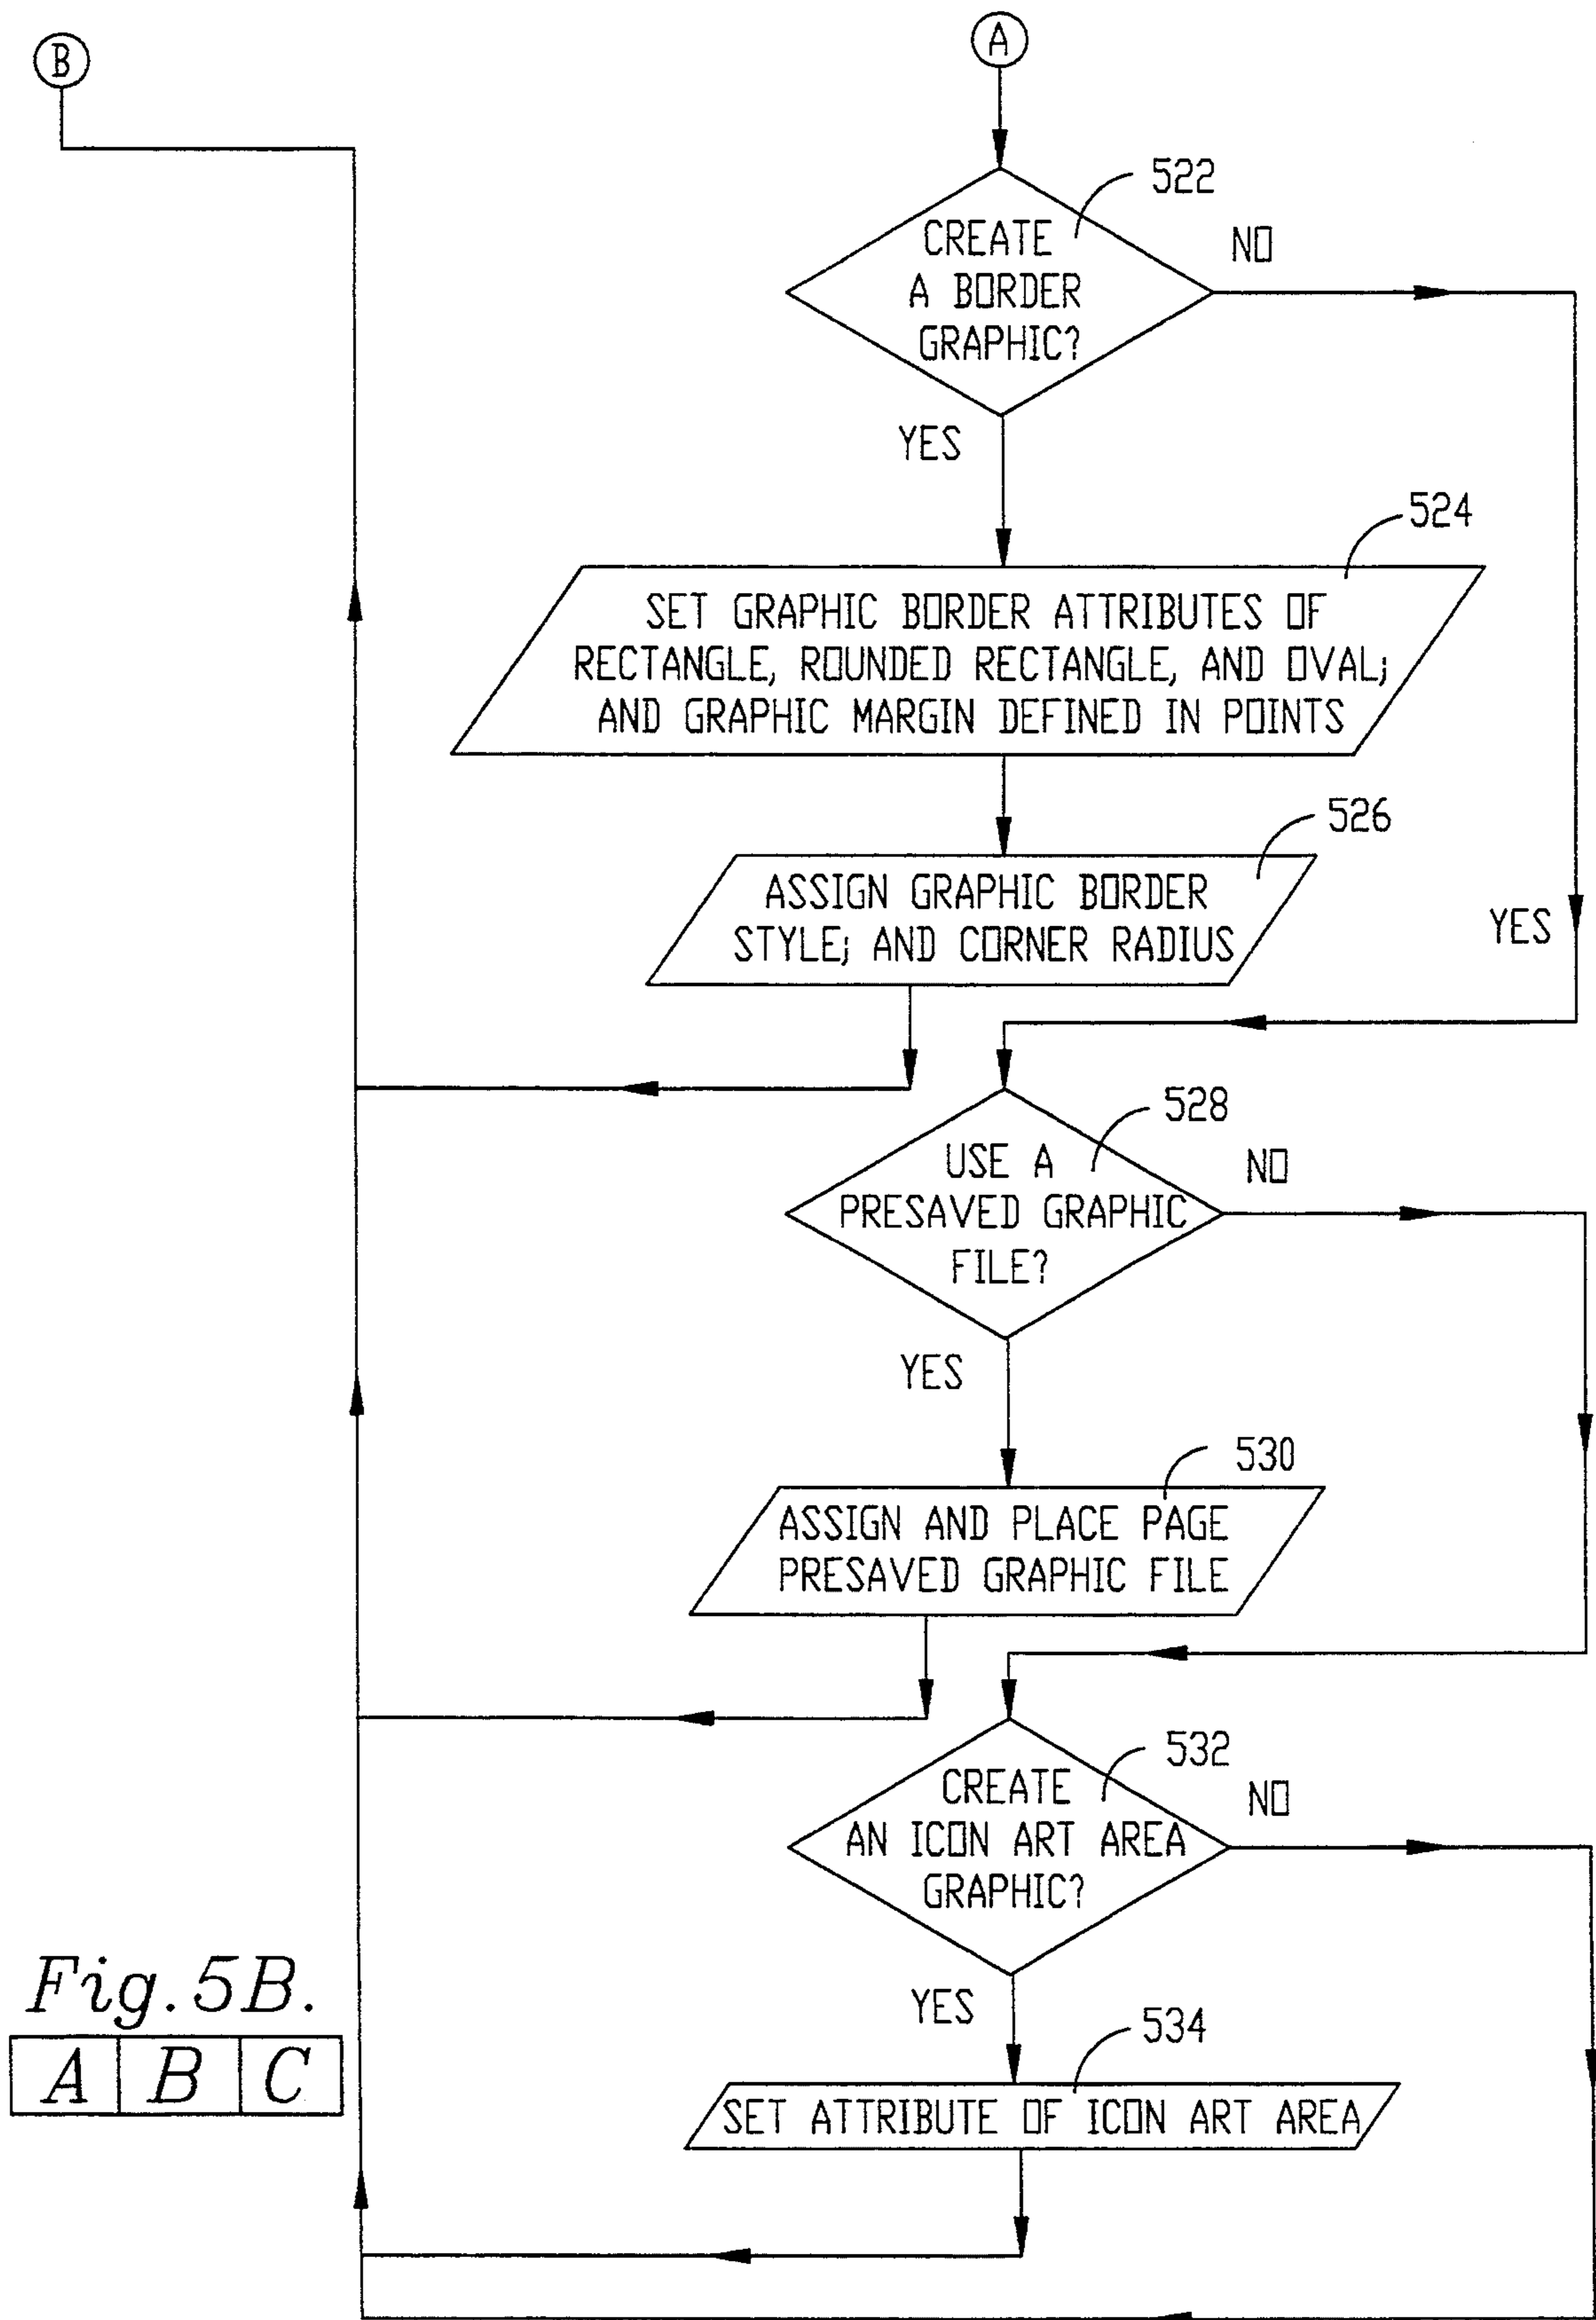 B
A
522
CREATE
A BORDER
GRAPHIC?
NO
YES
524
SET GRAPHIC BORDER ATTRIBUTES OF
RECTANGLE, ROUNDED RECTANGLE, AND OVAL;
AND GRAPHIC MARGIN DEFINED IN POINTS
526
ASSIGN GRAPHIC BORDER
STYLE; AND CORNER RADIUS
YES
528
USE A
PRESAVED GRAPHIC
FILE?
NO
YES
530
ASSIGN AND PLACE PAGE
PRESAVED GRAPHIC FILE
532
CREATE
AN ICON ART AREA
GRAPHIC?
NO
YES
534
SET ATTRIBUTE OF ICON ART AREA
Fig.5B.
A B C